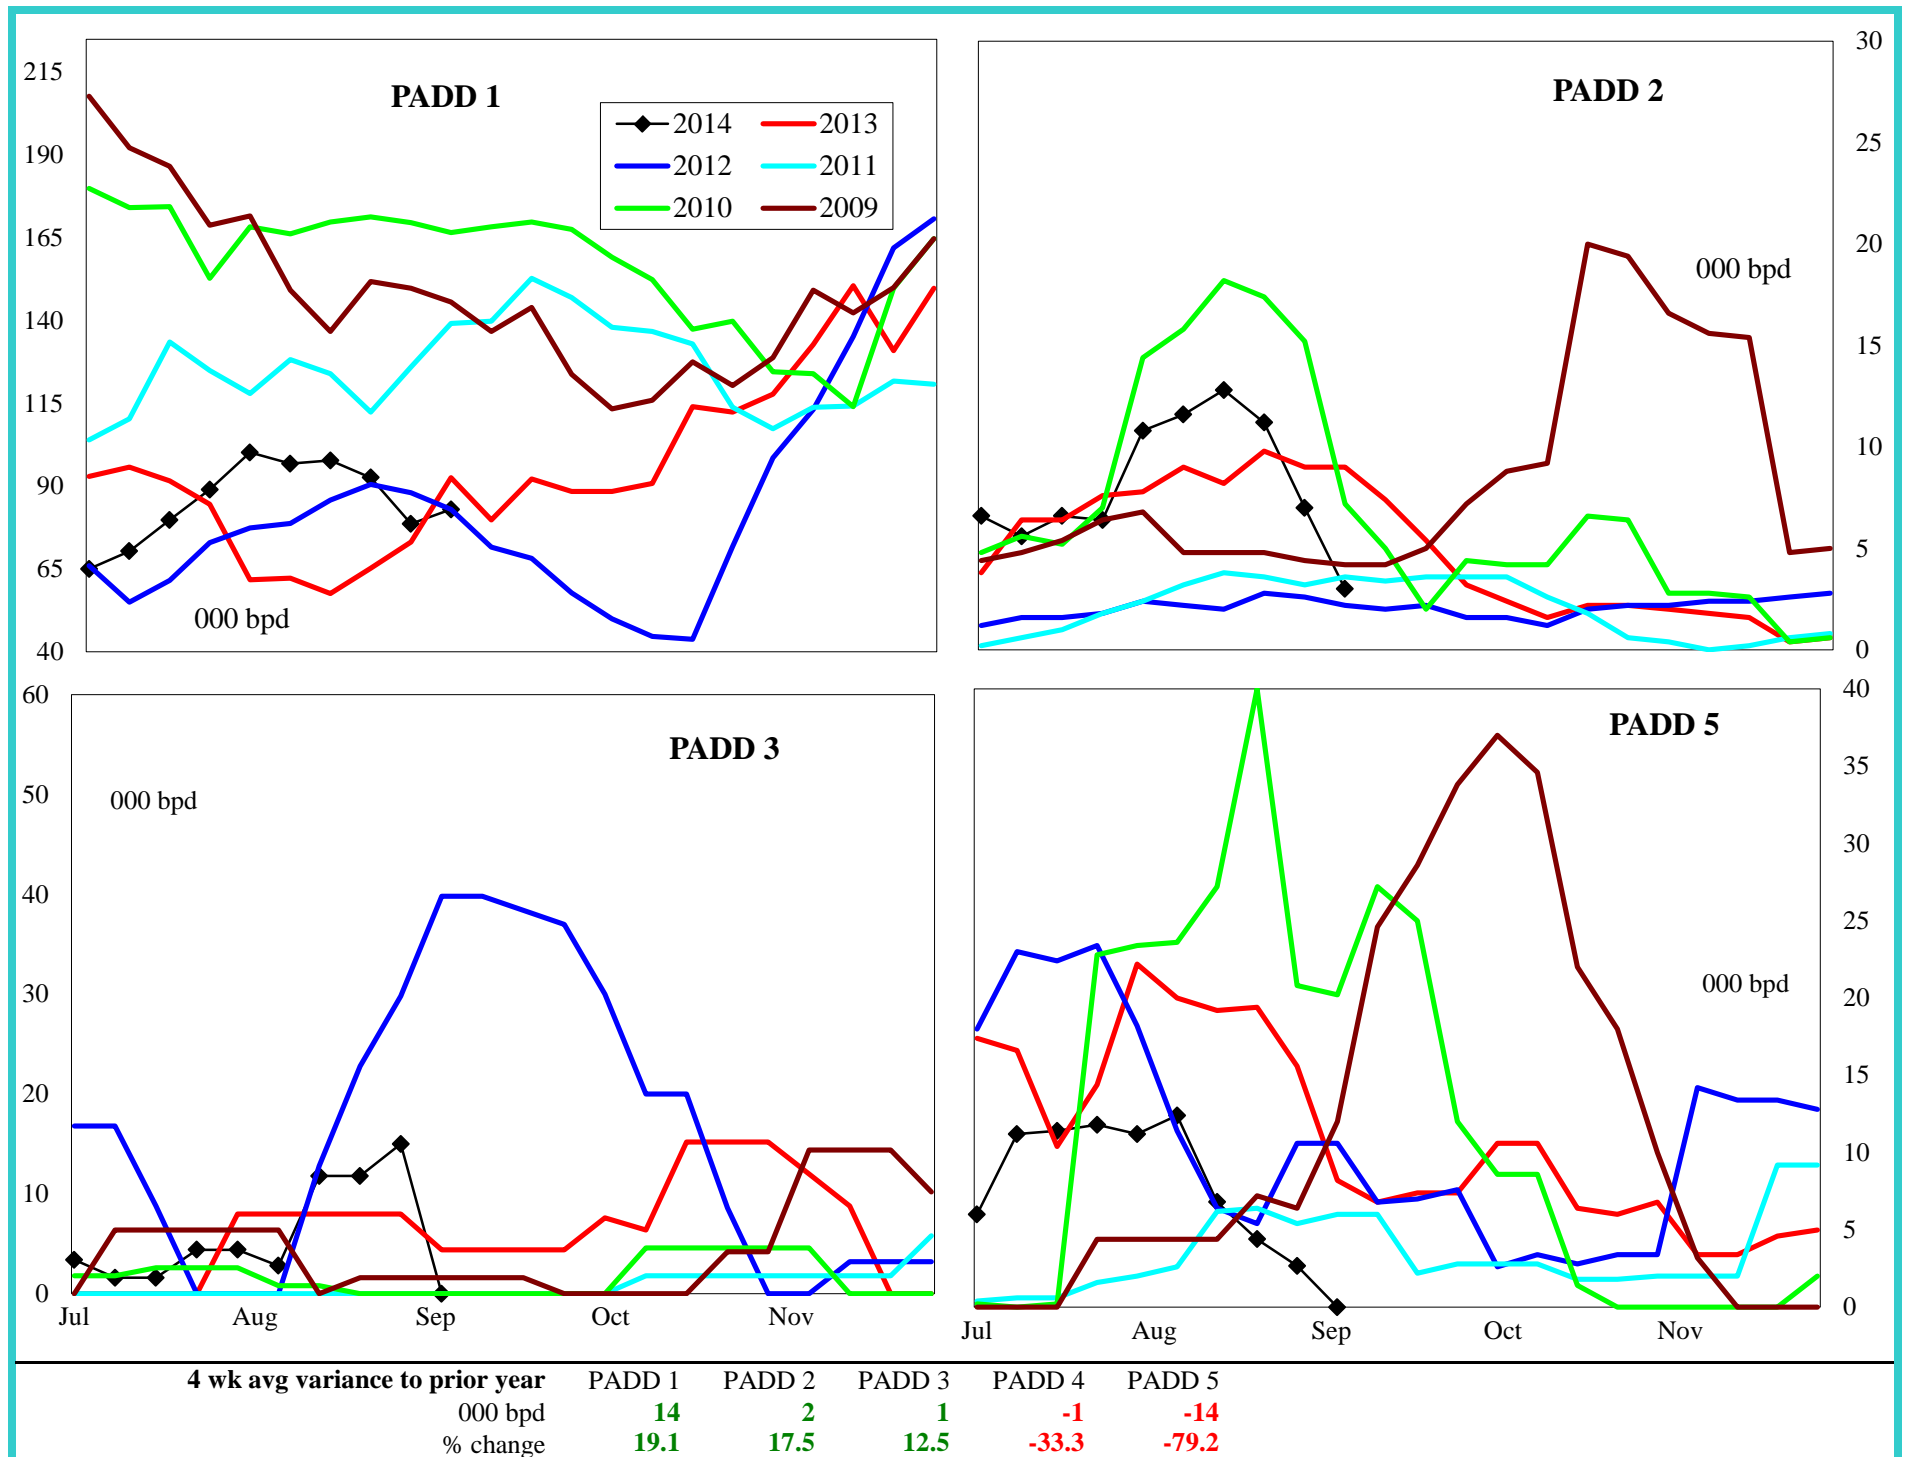 PADD 1
215
190
165
140
115
90
65
40
2014 2013
2012 2011
2010 2009
000 bpd
PADD 2
30
25
20
15
10
5
0
000 bpd
PADD 3
60
50
40
30
20
10
0
000 bpd
Jul Aug Sep Oct Nov
PADD 5
40
35
30
25
20
15
10
5
0
000 bpd
Jul Aug Sep Oct Nov
4 wk avg variance to prior year PADD 1 PADD 2 PADD 3 PADD 4 PADD 5
000 bpd 14 2 1 -1 -14
% change 19.1 17.5 12.5 -33.3 -79.2